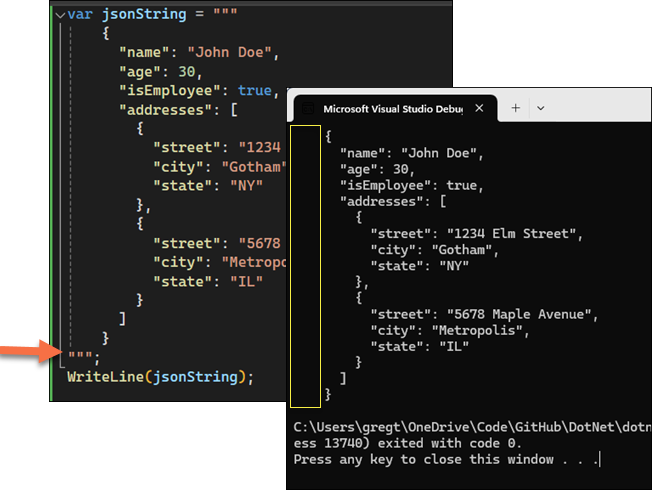 var jsonString = """
{
"name": "John Doe",
"age": 30,
"isEmployee": true,
"addresses": [
{
"street": "1234
"city": "Gotham"
"state": "NY"
},
{
"street": "5678
"city": "Metropo
"state": "IL"
}
]
}
""";
WriteLine(jsonString);
Microsoft Visual Studio Debug
{
"name": "John Doe",
"age": 30,
"isEmployee": true,
"addresses": [
{
"street": "1234 Elm Street",
"city": "Gotham",
"state": "NY"
},
{
"street": "5678 Maple Avenue",
"city": "Metropolis",
"state": "IL"
}
]
}
C:\Users\gregt\OneDrive\Code\GitHub\DotNet\dotn
ess 13740) exited with code 0.
Press any key to close this window . . .